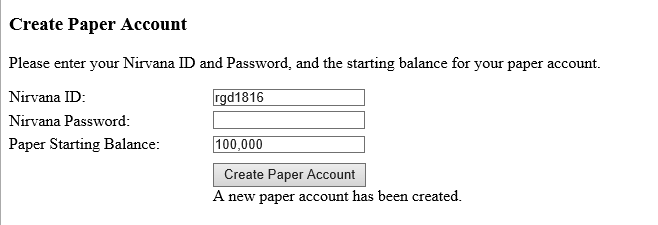 Create Paper Account
Please enter your Nirvana ID and Password, and the starting balance for your paper account.
Nirvana ID: rgd1816
Nirvana Password:
Paper Starting Balance: 100,000
Create Paper Account
A new paper account has been created.